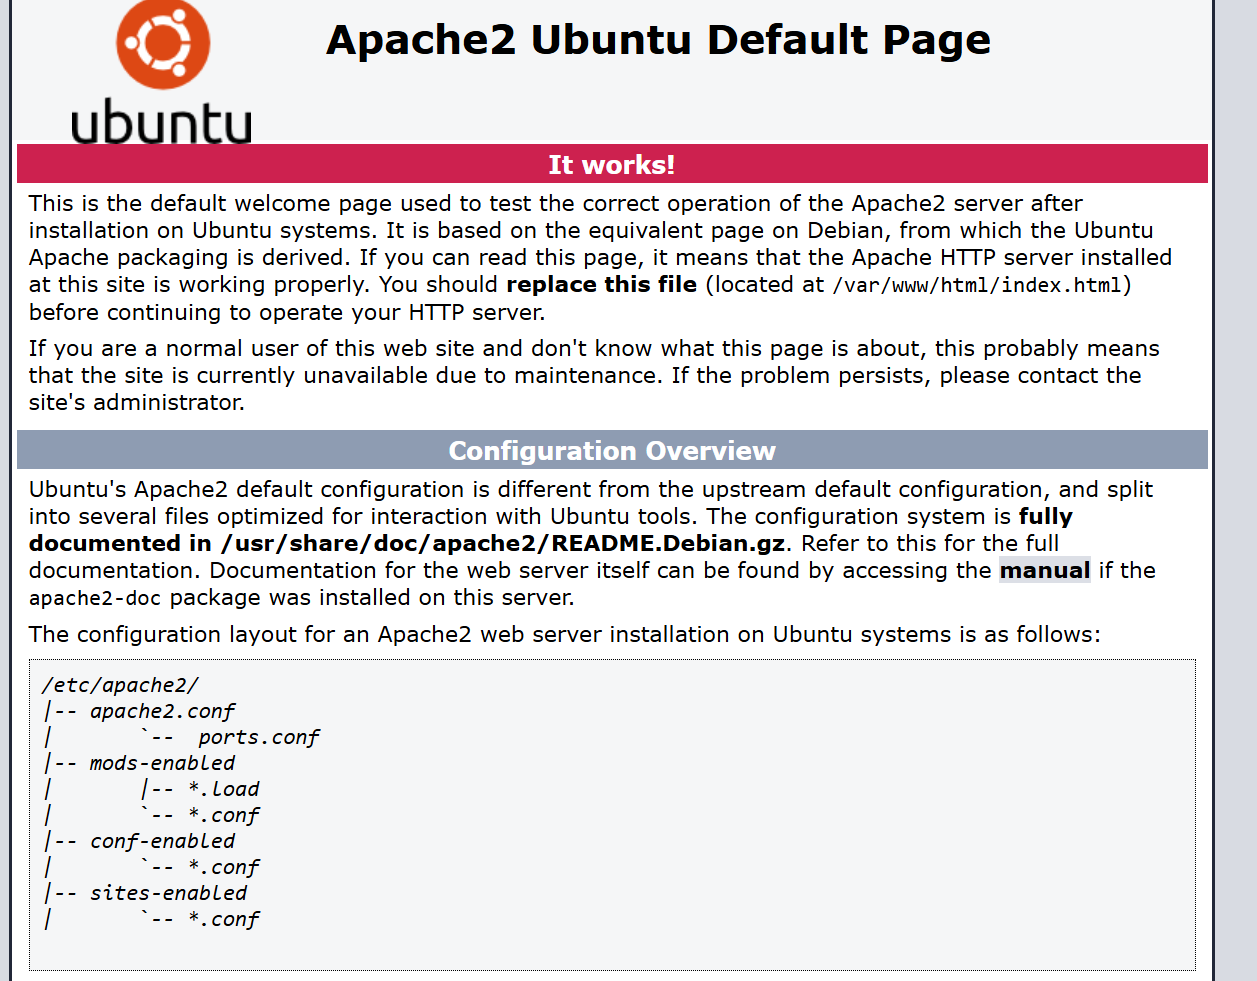 ubuntu
Apache2 Ubuntu Default Page
It works!
This is the default welcome page used to test the correct operation of the Apache2 server after
installation on Ubuntu systems. It is based on the equivalent page on Debian, from which the Ubuntu
Apache packaging is derived. If you can read this page, it means that the Apache HTTP server installed
at this site is working properly. You should replace this file (located at /var/www/html/index.html)
before continuing to operate your HTTP server.
If you are a normal user of this web site and don't know what this page is about, this probably means
that the site is currently unavailable due to maintenance. If the problem persists, please contact the
site's administrator.
Configuration Overview
Ubuntu's Apache2 default configuration is different from the upstream default configuration, and split
into several files optimized for interaction with Ubuntu tools. The configuration system is fully
documented in /usr/share/doc/apache2/README.Debian.gz. Refer to this for the full
documentation. Documentation for the web server itself can be found by accessing the manual if the
apache2-doc package was installed on this server.
The configuration layout for an Apache2 web server installation on Ubuntu systems is as follows:
/etc/apache2/
|-- apache2.conf
|       `--  ports.conf
|-- mods-enabled
|       |-- *.load
|       `-- *.conf
|-- conf-enabled
|       `-- *.conf
|-- sites-enabled
|       `-- *.conf